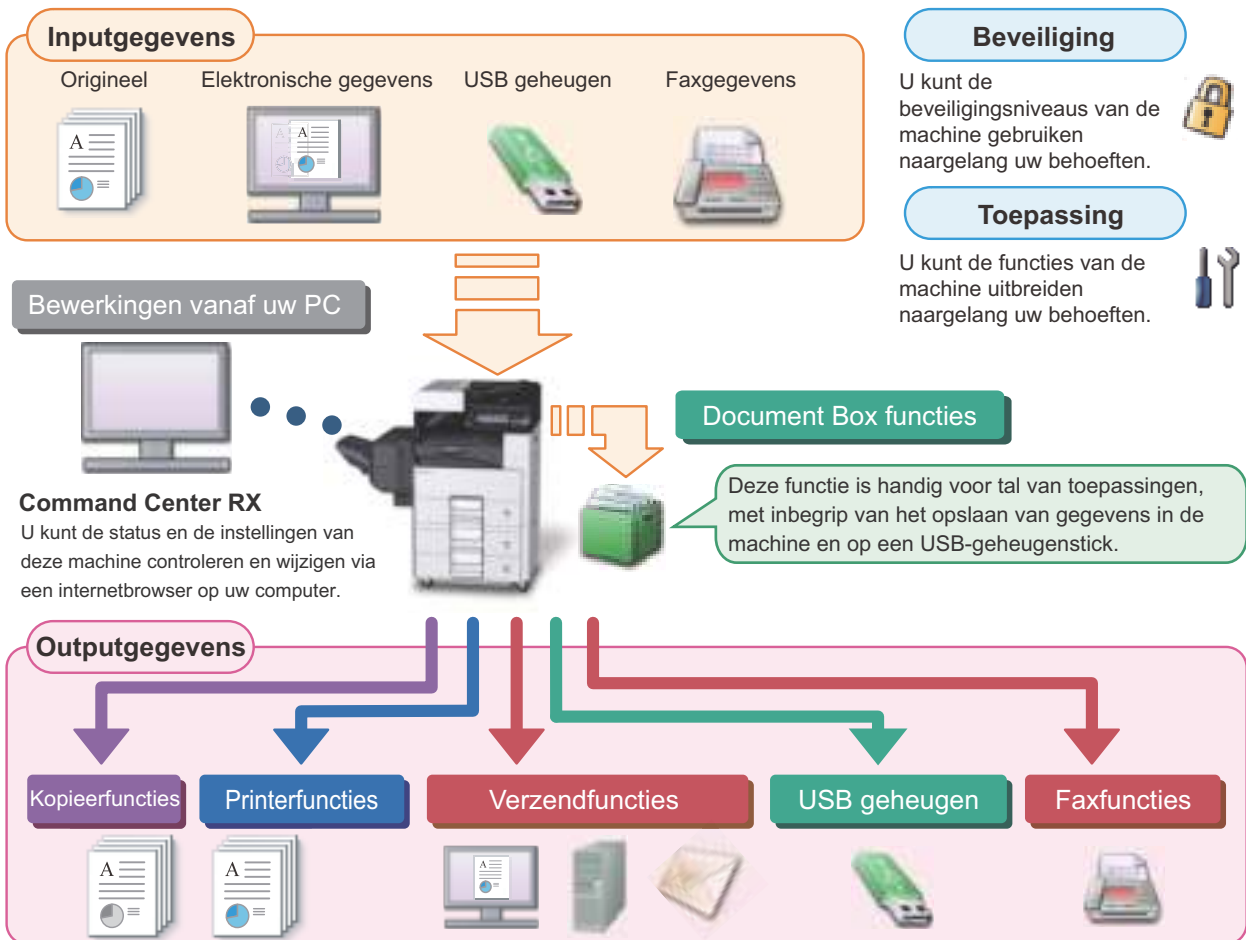 Inputgegevens
Origineel
Elektronische gegevens
USB geheugen
Faxgegevens
Beveiliging
U kunt de
beveiligingsniveaus van de
machine gebruiken
naargelang uw behoeften.
Toepassing
U kunt de functies van de
machine uitbreiden
naargelang uw behoeften.
Bewerkingen vanaf uw PC
Command Center RX
U kunt de status en de instellingen van
deze machine controleren en wijzigen via
een internetbrowser op uw computer.
Document Box functies
Deze functie is handig voor tal van toepassingen,
met inbegrip van het opslaan van gegevens in de
machine en op een USB-geheugenstick.
Outputgegevens
Kopieerfuncties
Printerfuncties
Verzendfuncties
USB geheugen
Faxfuncties